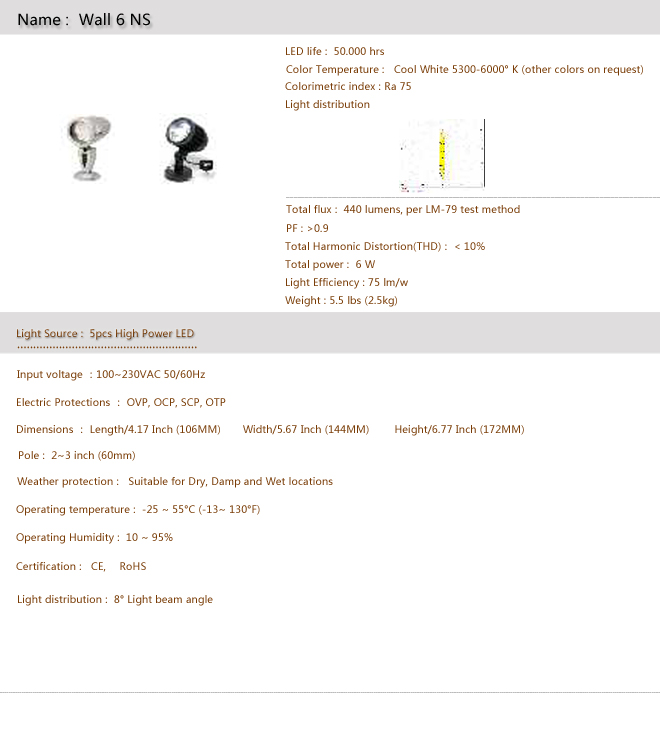 Name : Wall 6 NS
LED life : 50.000 hrs
Color Temperature : Cool White 5300-6000° K (other colors on request)
Colorimetric index : Ra 75
Light distribution
Total flux : 440 lumens, per LM-79 test method
PF : >0.9
Total Harmonic Distortion(THD) : < 10%
Total power : 6 W
Light Efficiency : 75 lm/w
Weight : 5.5 lbs (2.5kg)
Light Source : 5pcs High Power LED
Input voltage : 100~230VAC 50/60Hz
Electric Protections : OVP, OCP, SCP, OTP
Dimensions : Length/4.17 Inch (106MM) Width/5.67 Inch (144MM) Height/6.77 Inch (172MM)
Pole : 2~3 inch (60mm)
Weather protection : Suitable for Dry, Damp and Wet locations
Operating temperature : -25 ~ 55°C (-13~ 130°F)
Operating Humidity : 10 ~ 95%
Certification : CE, RoHS
Light distribution : 8° Light beam angle